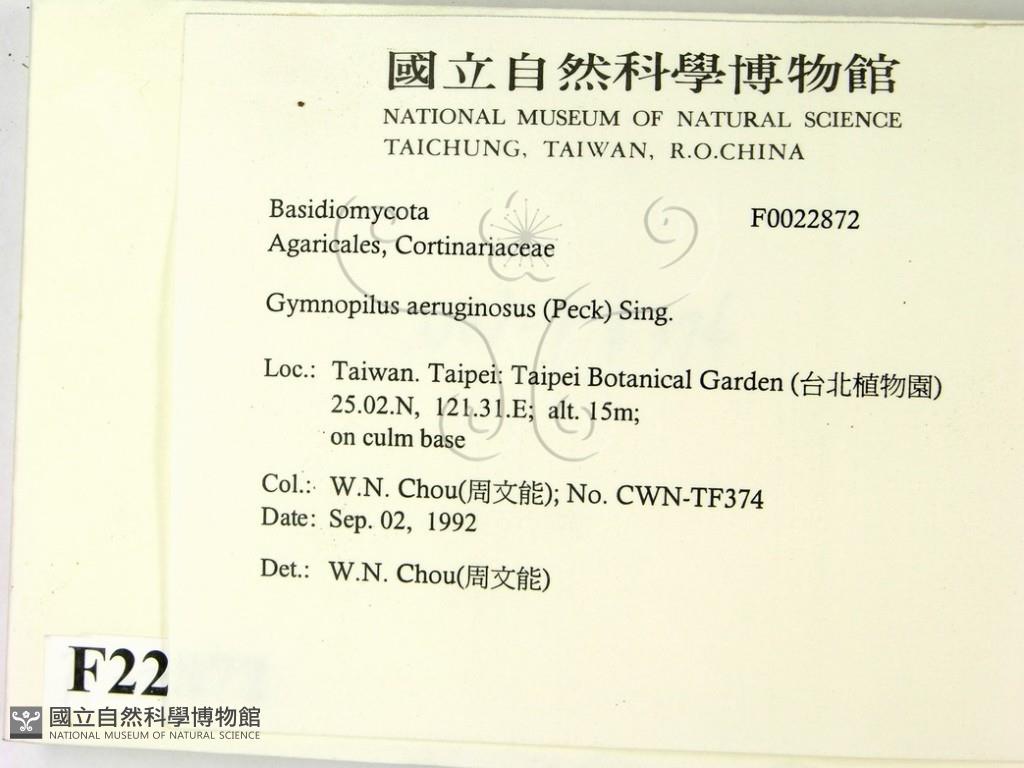 國立自然科學博物館
NATIONAL MUSEUM OF NATURAL SCIENCE
TAICHUNG, TAIWAN, R.O.CHINA
Basidiomycota F0022872
Agaricales, Cortinariaceae
Gymnopilus aeruginosus (Peck) Sing.
Loc.: Taiwan. Taipei: Taipei Botanical Garden (台北植物園)
25.02.N, 121.31.E; alt. 15m;
on culm base
Col.: W.N. Chou(周文能); No. CWN-TF374
Date: Sep. 02, 1992
Det.: W.N. Chou(周文能)
F22
國立自然科學博物館
NATIONAL MUSEUM OF NATURAL SCIENCE